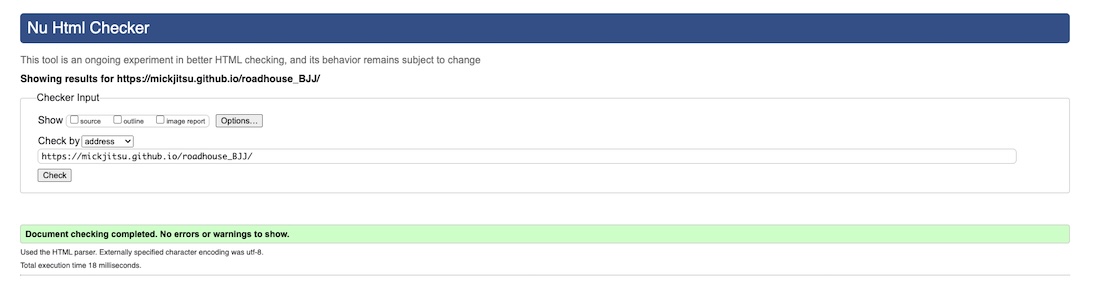 Nu Html Checker
This tool is an ongoing experiment in better HTML checking, and its behavior remains subject to change
Showing results for https://mickjitsu.github.io/roadhouse_BJJ/
Checker Input
Show source outline image report Options...
Check by address
https://mickjitsu.github.io/roadhouse_BJJ/
Check
Document checking completed. No errors or warnings to show.
Used the HTML parser. Externally specified character encoding was utf-8.
Total execution time 18 milliseconds.